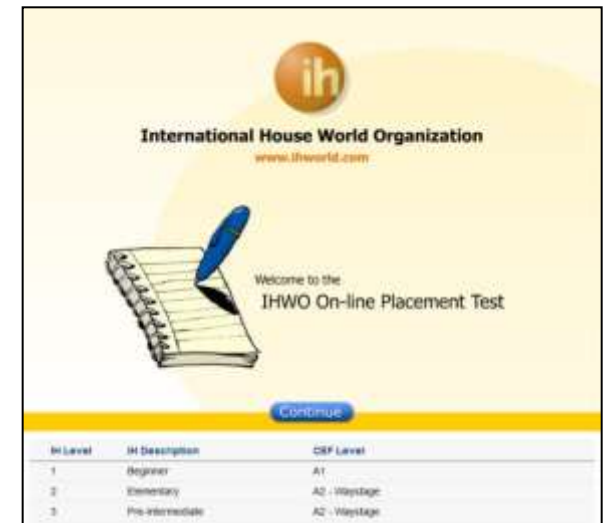 ih
International House World Organization
www.ihworld.com
Welcome to the
IHWO On-line Placement Test
Continue
IH Level IH Description CEF Level
1 Beginner A1
2 Elementary A2 - Waystage
3 Pre-intermediate A2 - Waystage